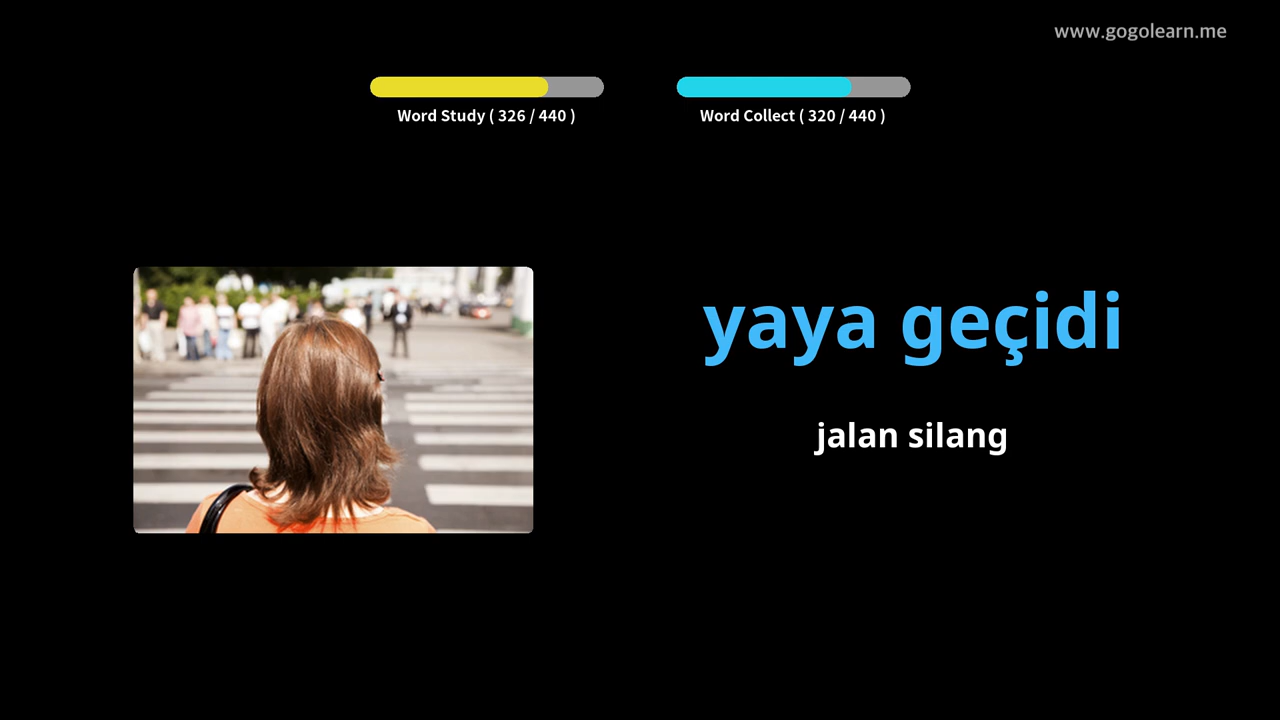 www.gogolearn.me
Word Study ( 326 / 440 )
Word Collect ( 320 / 440 )
yaya geçidi
jalan silang